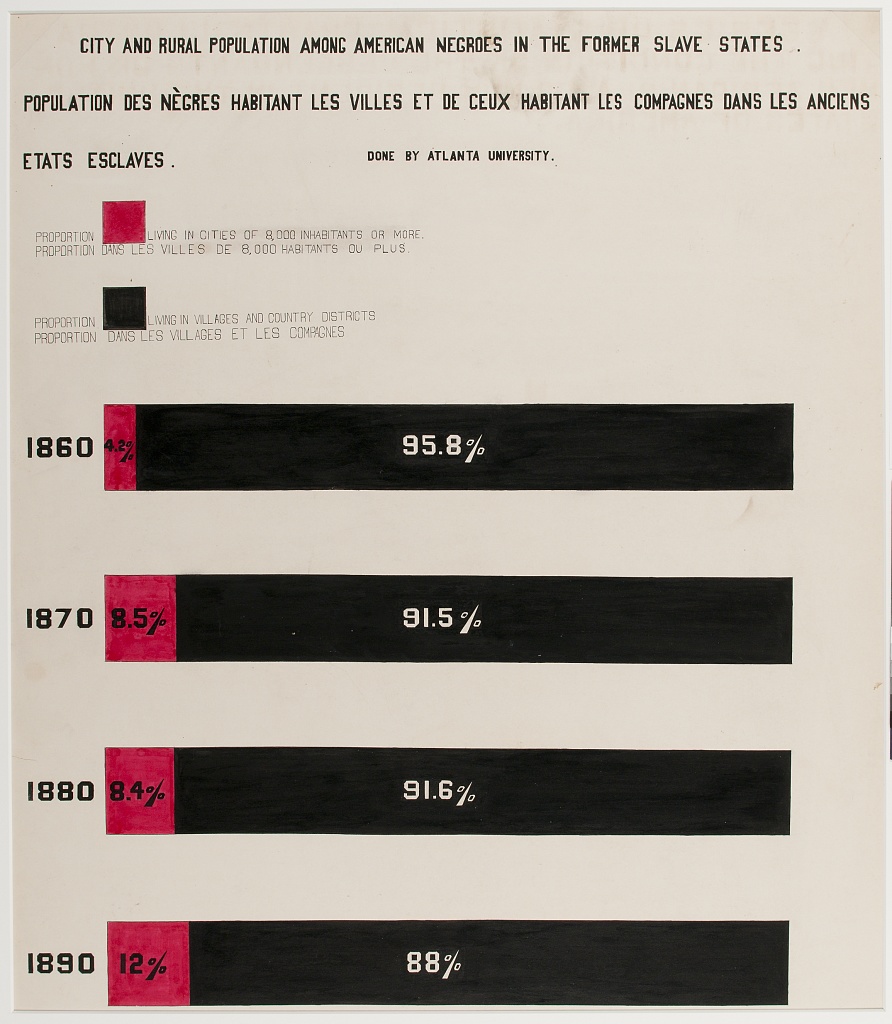 CITY AND RURAL POPULATION AMONG AMERICAN NEGROES IN THE FORMER SLAVE STATES .
POPULATION DES NÈGRES HABITANT LES VILLES ET DE CEUX HABITANT LES COMPAGNES DANS LES ANCIENS
ETATS ESCLAVES .
DONE BY ATLANTA UNIVERSITY.
PROPORTION LIVING IN CITIES OF 8,000 INHABITANTS OR MORE.
PROPORTION DANS LES VILLES DE 8,000 HABITANTS OU PLUS.
PROPORTION LIVING IN VILLAGES AND COUNTRY DISTRICTS
PROPORTION DANS LES VILLAGES ET LES COMPAGNES
1860 4.2% 95.8%
1870 8.5% 91.5%
1880 8.4% 91.6%
1890 12% 88%